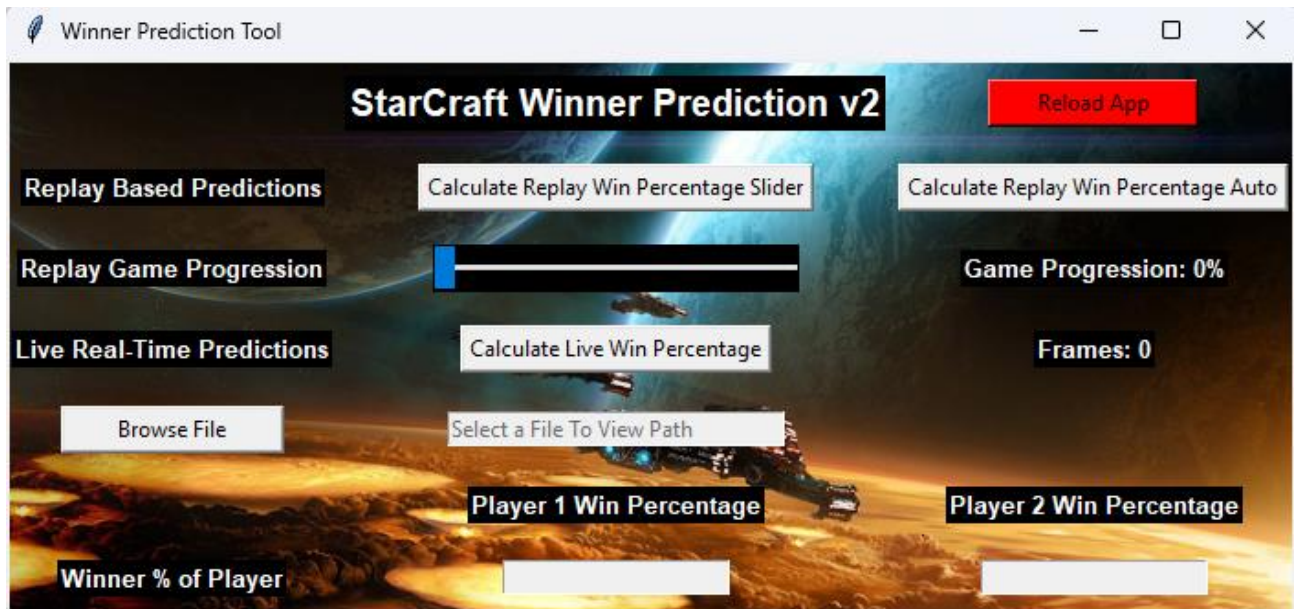 Winner Prediction Tool
StarCraft Winner Prediction v2
Reload App
Replay Based Predictions
Calculate Replay Win Percentage Slider
Calculate Replay Win Percentage Auto
Replay Game Progression
Game Progression: 0%
Live Real-Time Predictions
Calculate Live Win Percentage
Frames: 0
Browse File
Select a File To View Path
Player 1 Win Percentage
Player 2 Win Percentage
Winner % of Player